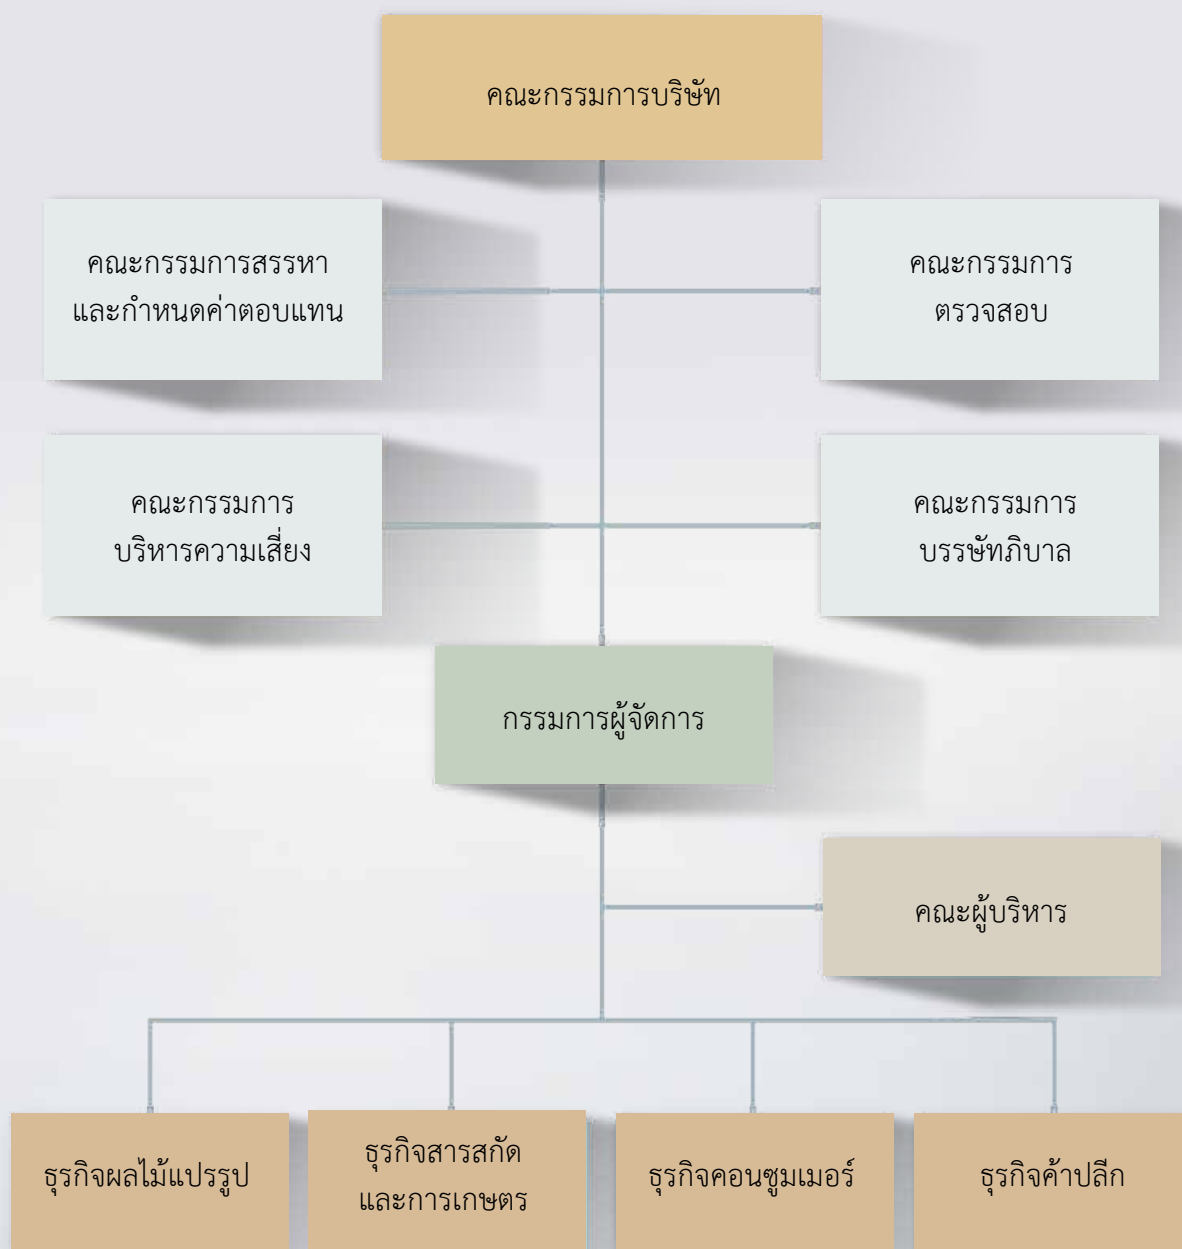 คณะกรรมการบริษัท
คณะกรรมการสรรหา
และกำหนดค่าตอบแทน
คณะกรรมการ
ตรวจสอบ
คณะกรรมการ
บริหารความเสี่ยง
คณะกรรมการ
บรรษัทภิบาล
กรรมการผู้จัดการ
คณะผู้บริหาร
ธุรกิจผลไม้แปรรูป
ธุรกิจสารสกัด
และการเกษตร
ธุรกิจคอนซูมเมอร์
ธุรกิจค้าปลีก